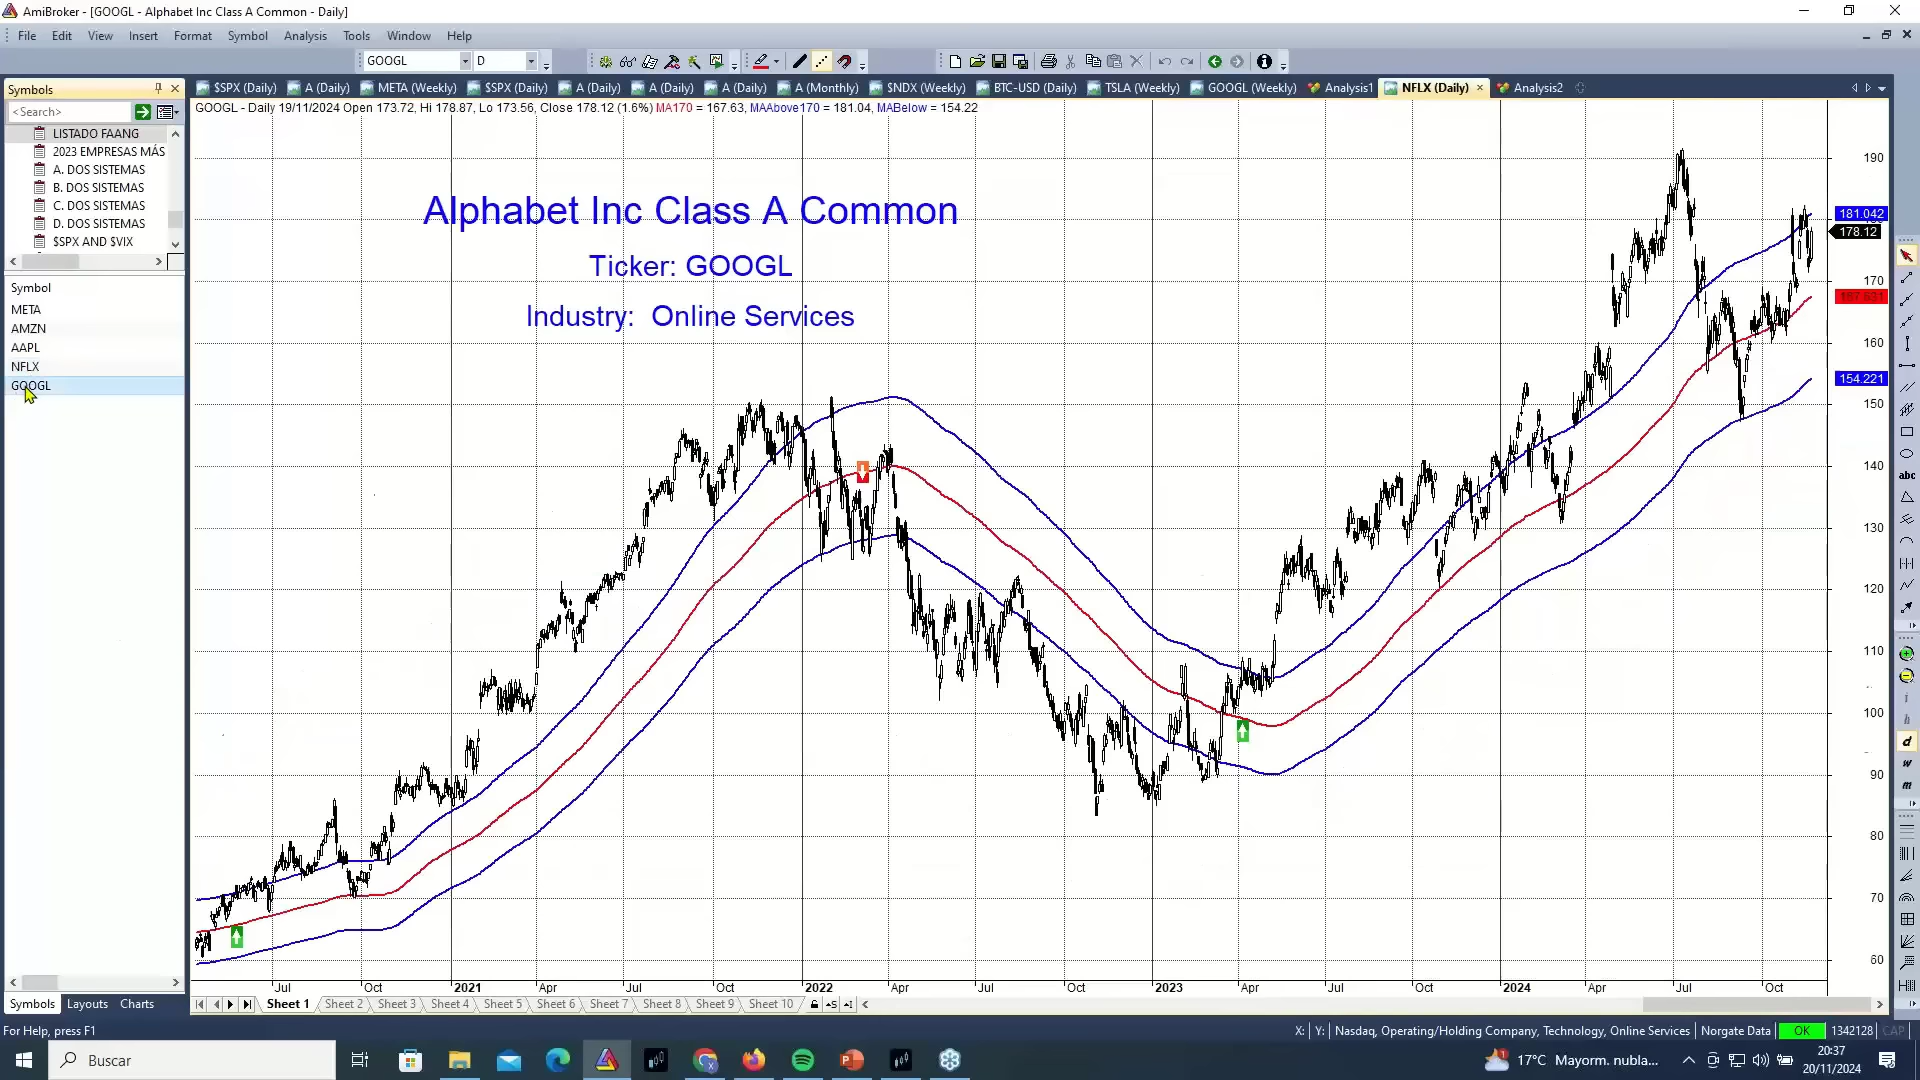 AmiBroker - [GOOGL - Alphabet Inc Class A Common - Daily]
File Edit View Insert Format Symbol Analysis Tools Window Help
GOOGL D
Symbols
$SPX (Daily) A (Daily) META (Weekly) $SPX (Daily) A (Daily) A (Daily) A (Daily) A (Monthly) $NDX (Weekly) BTC-USD (Daily) TSLA (Weekly) GOOGL (Weekly) Analysis1 NFLX (Daily) Analysis2
<Search>
GOOGL - Daily 19/11/2024 Open 173.72, Hi 178.87, Lo 173.56, Close 178.12 (1.6%) MA170 = 167.63, MAAbove170 = 181.04, MABelow = 154.22
LISTADO FAANG
2023 EMPRESAS MÁS
A. DOS SISTEMAS
B. DOS SISTEMAS
C. DOS SISTEMAS
D. DOS SISTEMAS
$SPX AND $VIX
Symbol
META
AMZN
AAPL
NFLX
GOOGL
Alphabet Inc Class A Common
Ticker: GOOGL
Industry: Online Services
190
181.042
178.12
170
160
154.221
150
140
130
120
110
100
90
80
70
60
abc
d
w
m
Jul Oct 2021 Apr Jul Oct 2022 Apr Jul Oct 2023 Apr Jul Oct 2024 Apr Jul Oct
Symbols Layouts Charts
Sheet 1 Sheet 2 Sheet 3 Sheet 4 Sheet 5 Sheet 6 Sheet 7 Sheet 8 Sheet 9 Sheet 10
For Help, press F1
X: Y: Nasdaq, Operating/Holding Company, Technology, Online Services Norgate Data OK 1342128 CAP
Buscar
17°C Mayorm. nubla...
20:37
20/11/2024